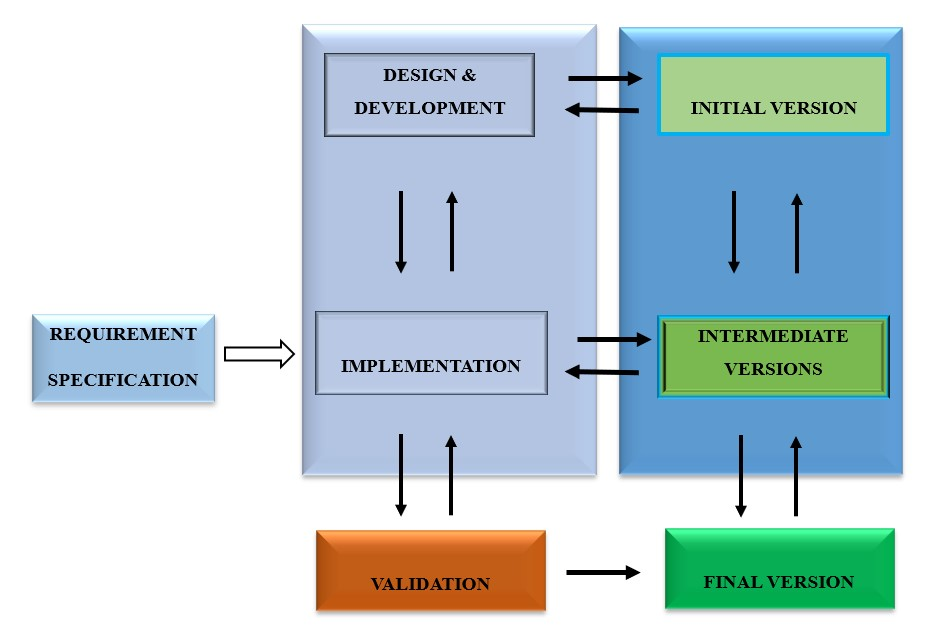 DESIGN &
DEVELOPMENT
INITIAL VERSION
REQUIREMENT
SPECIFICATION
IMPLEMENTATION
INTERMEDIATE
VERSIONS
VALIDATION
FINAL VERSION